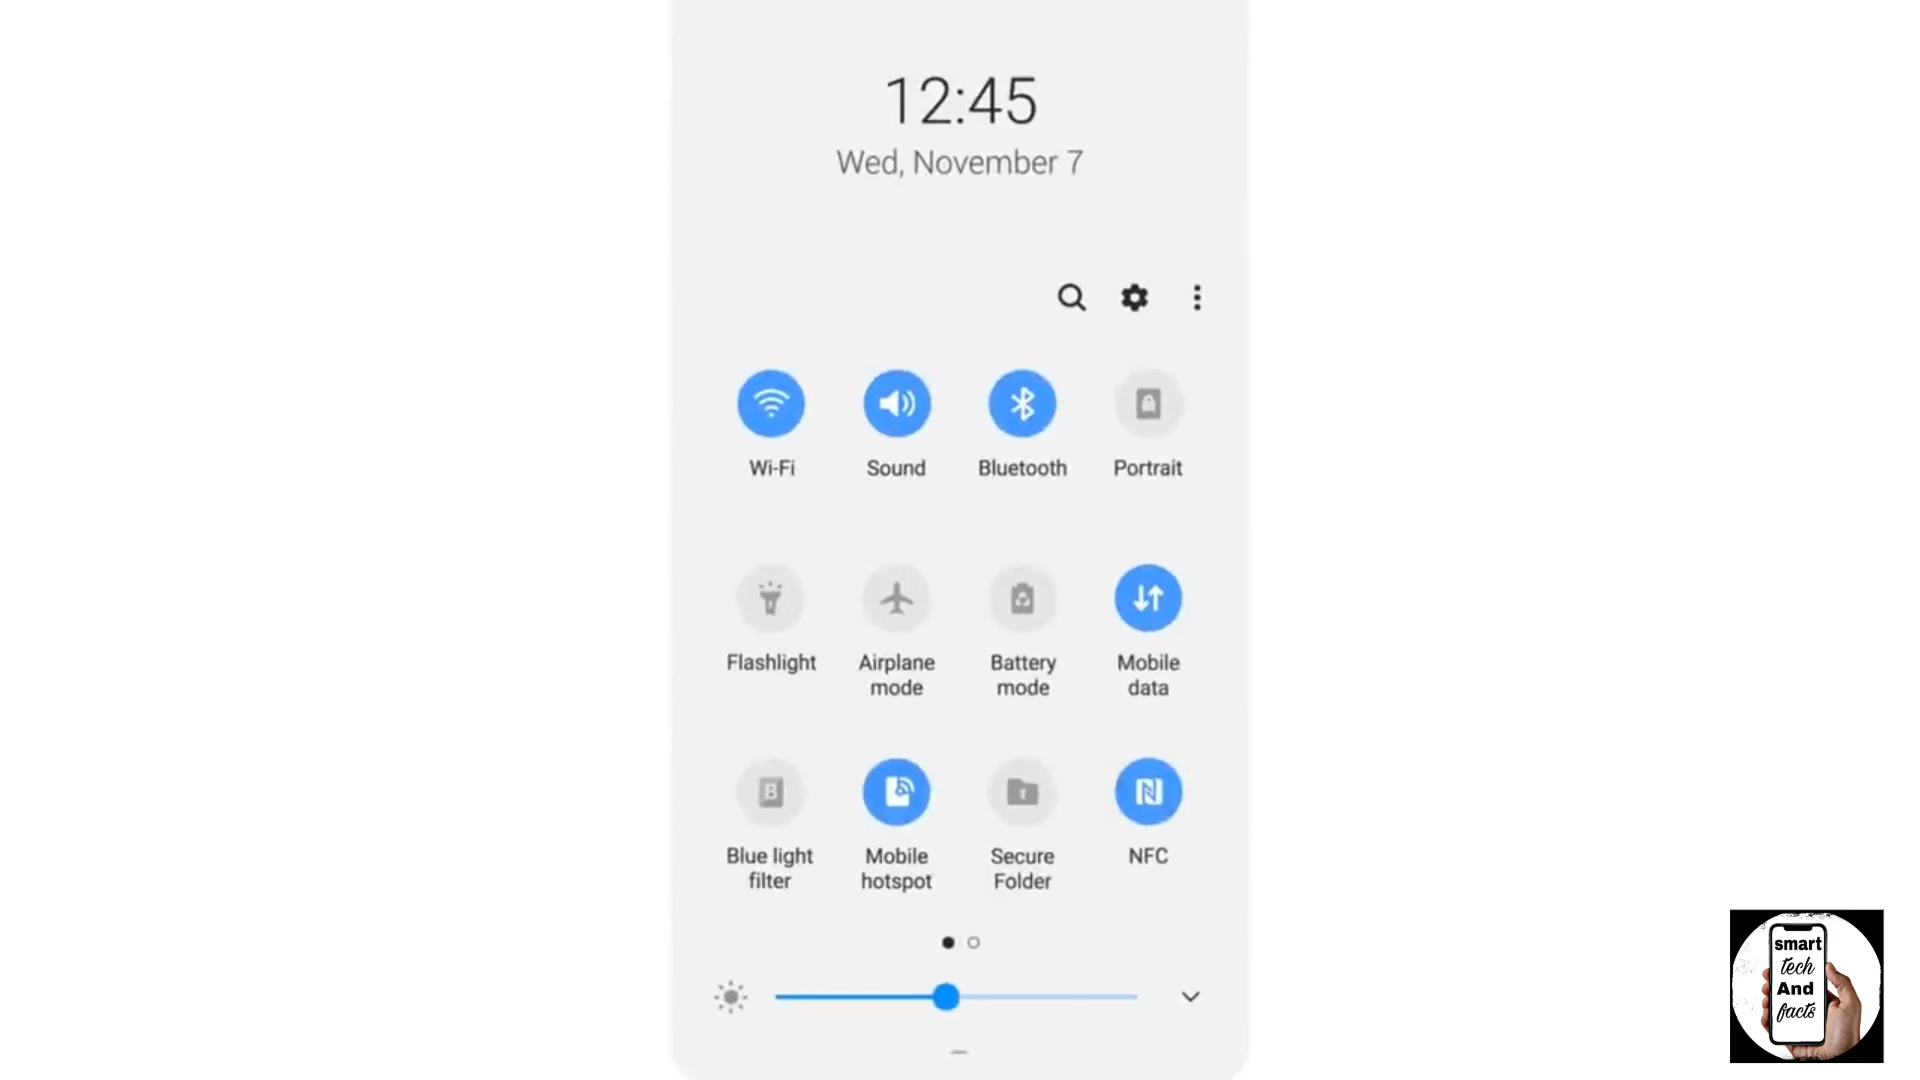 12:45
Wed, November 7
Wi-Fi
Sound
Bluetooth
Portrait
Flashlight
Airplane
mode
Battery
mode
Mobile
data
B
Blue light
filter
Mobile
hotspot
Secure
Folder
NFC
smart
tech
And
facts